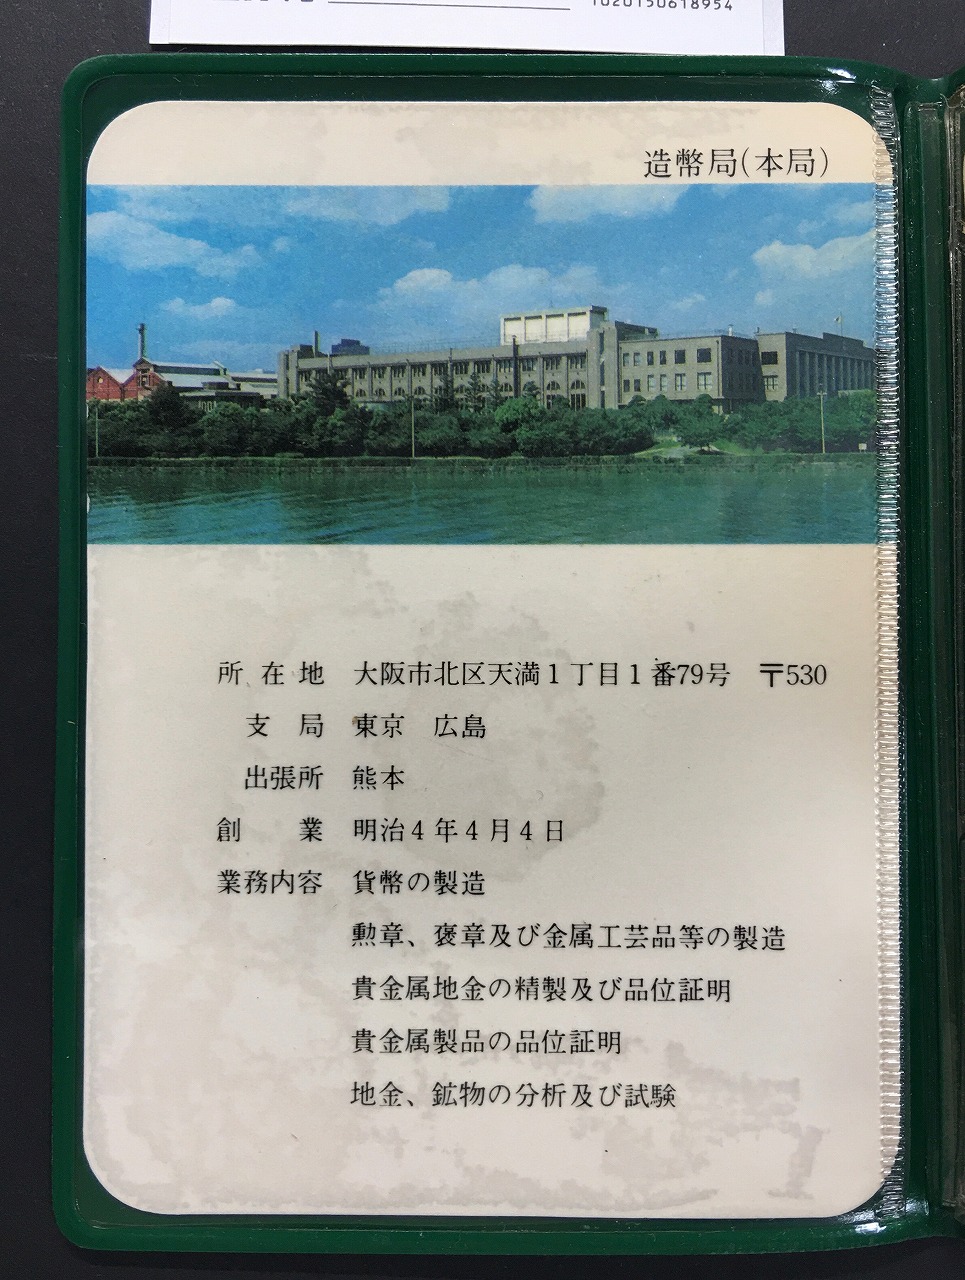 1020150618954
造幣局(本局)
所在地 大阪市北区天満1丁目1番79号 〒530
支局 東京 広島
出張所 熊本
創業 明治4年4月4日
業務内容 貨幣の製造
勲章、褒章及び金属工芸品等の製造
貴金属地金の精製及び品位証明
貴金属製品の品位証明
地金、鉱物の分析及び試験